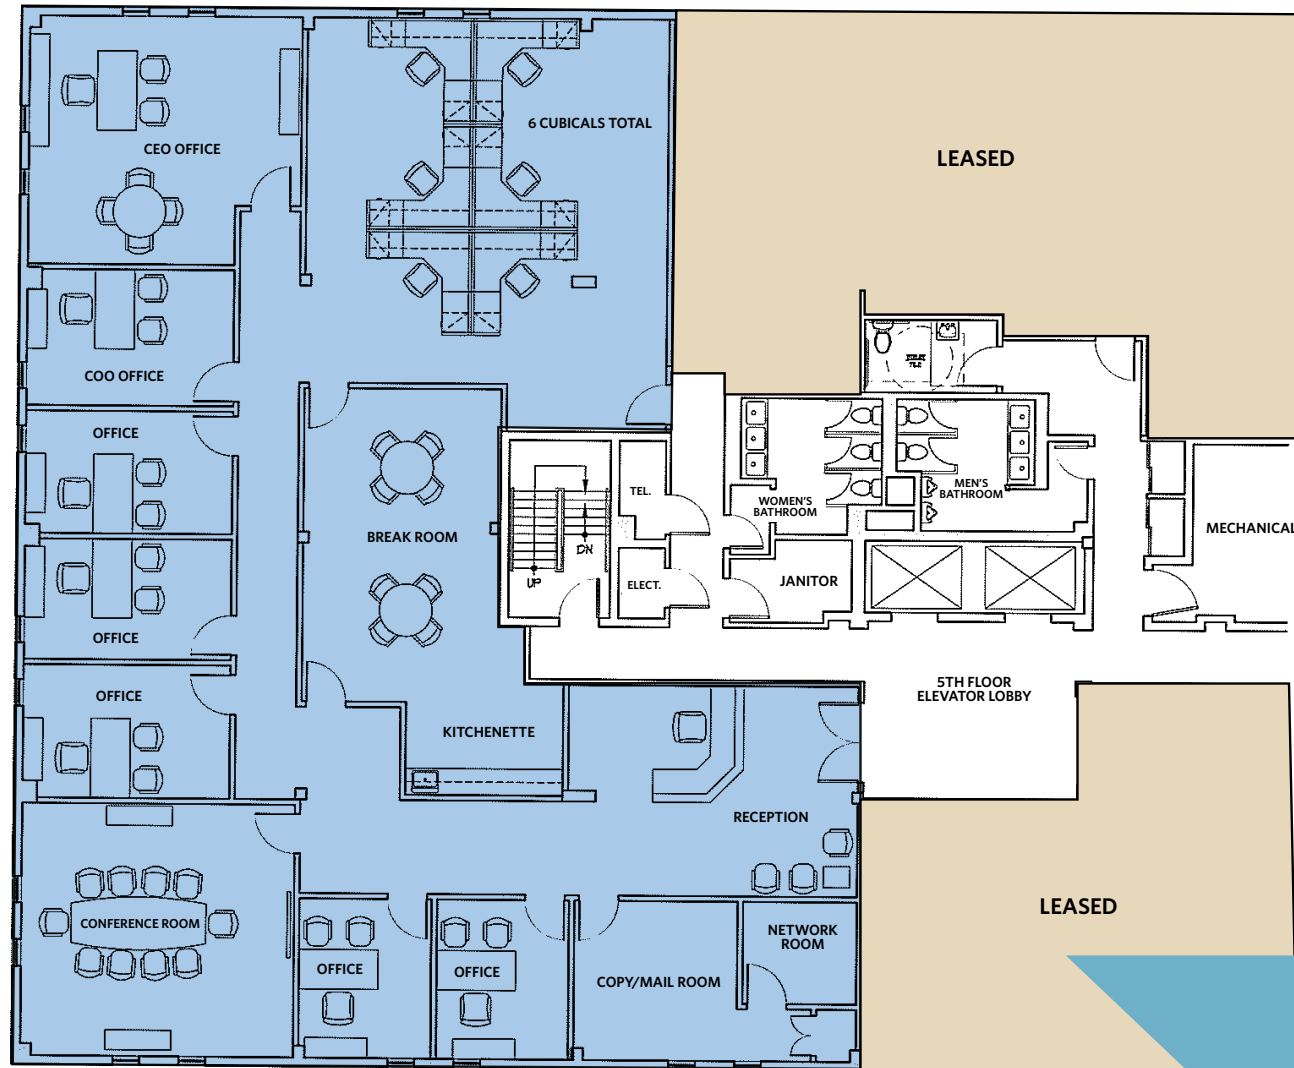 6 CUBICALS TOTAL
CEO OFFICE
LEASED
COO OFFICE
OFFICE
BREAK ROOM
TEL.
WOMEN'S
BATHROOM
MEN'S
BATHROOM
MECHANICAL
DN
UP
ELECT.
JANITOR
OFFICE
OFFICE
5TH FLOOR
ELEVATOR LOBBY
KITCHENETTE
RECEPTION
CONFERENCE ROOM
OFFICE
OFFICE
COPY/MAIL ROOM
NETWORK
ROOM
LEASED